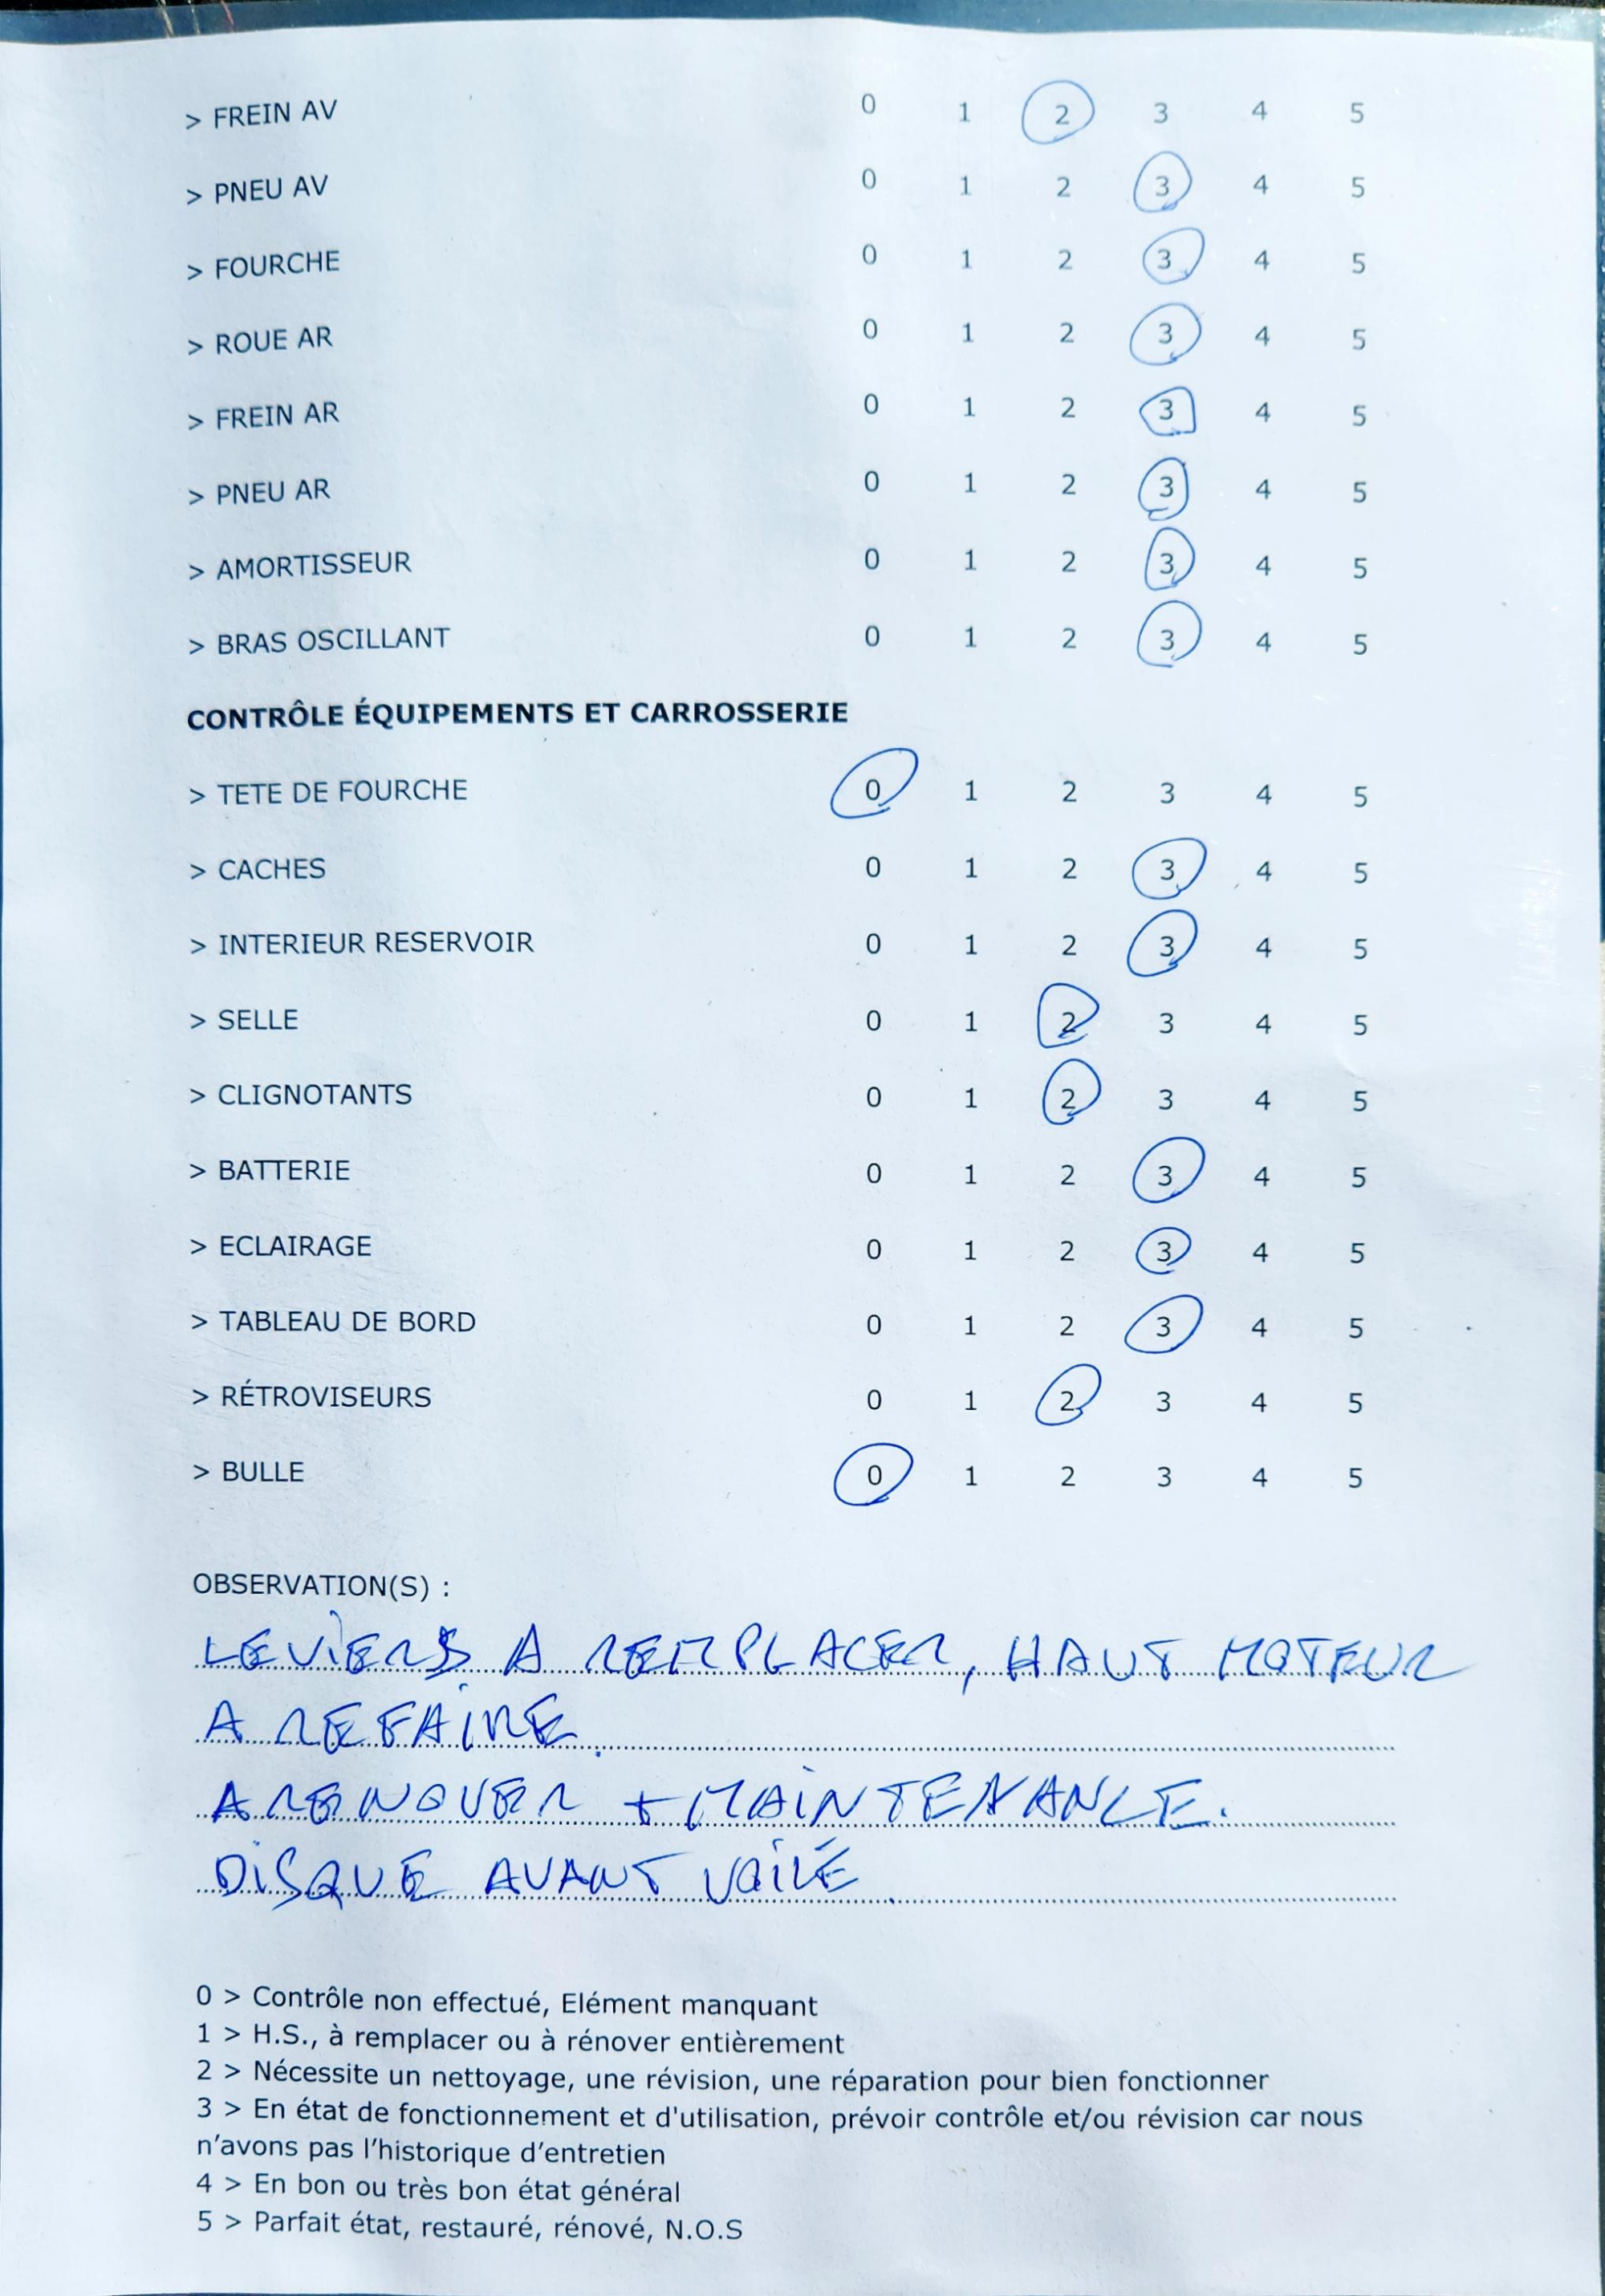 > FREIN AV 0 1 2 3 4 5
> PNEU AV 0 1 2 3 4 5
> FOURCHE 0 1 2 3 4 5
> ROUE AR 0 1 2 3 4 5
> FREIN AR 0 1 2 3 4 5
> PNEU AR 0 1 2 3 4 5
> AMORTISSEUR 0 1 2 3 4 5
> BRAS OSCILLANT 0 1 2 3 4 5
CONTRÔLE ÉQUIPEMENTS ET CARROSSERIE
> TETE DE FOURCHE 0 1 2 3 4 5
> CACHES 0 1 2 3 4 5
> INTERIEUR RESERVOIR 0 1 2 3 4 5
> SELLE 0 1 2 3 4 5
> CLIGNOTANTS 0 1 2 3 4 5
> BATTERIE 0 1 2 3 4 5
> ECLAIRAGE 0 1 2 3 4 5
> TABLEAU DE BORD 0 1 2 3 4 5
> RÉTROVISEURS 0 1 2 3 4 5
> BULLE 0 1 2 3 4 5
OBSERVATION(S) :
LEVIERS A REMPLACER, HAUT MOTEUR
A REFAIRE.
A RENOVER + MAINTENANCE.
DISQUE AVANT VOILÉ.
0 > Contrôle non effectué, Elément manquant
1 > H.S., à remplacer ou à rénover entièrement
2 > Nécessite un nettoyage, une révision, une réparation pour bien fonctionner
3 > En état de fonctionnement et d'utilisation, prévoir contrôle et/ou révision car nous
n'avons pas l'historique d'entretien
4 > En bon ou très bon état général
5 > Parfait état, restauré, rénové, N.O.S